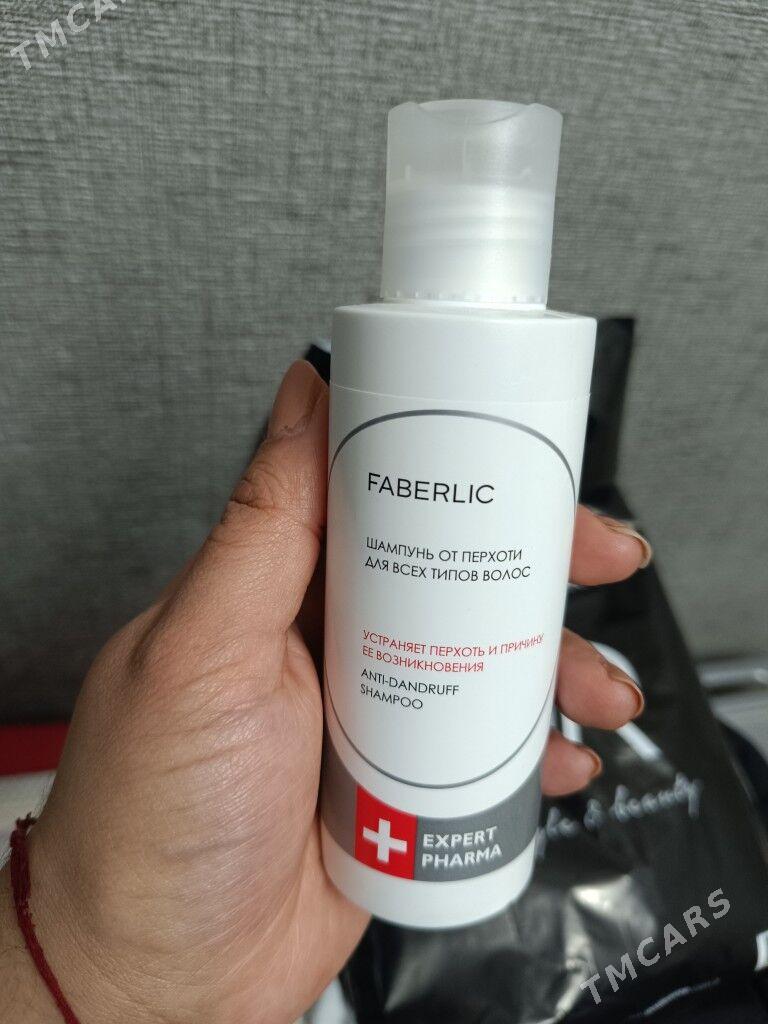 TMCARS
FABERLIC
ШАМПУНЬ ОТ ПЕРХОТИ
ДЛЯ ВСЕХ ТИПОВ ВОЛОС
УСТРАНЯЕТ ПЕРХОТЬ И ПРИЧИНУ
ЕЕ ВОЗНИКНОВЕНИЯ
ANTI-DANDRUFF
SHAMPOO
EXPERT
PHARMA
& beauty
TMCARS